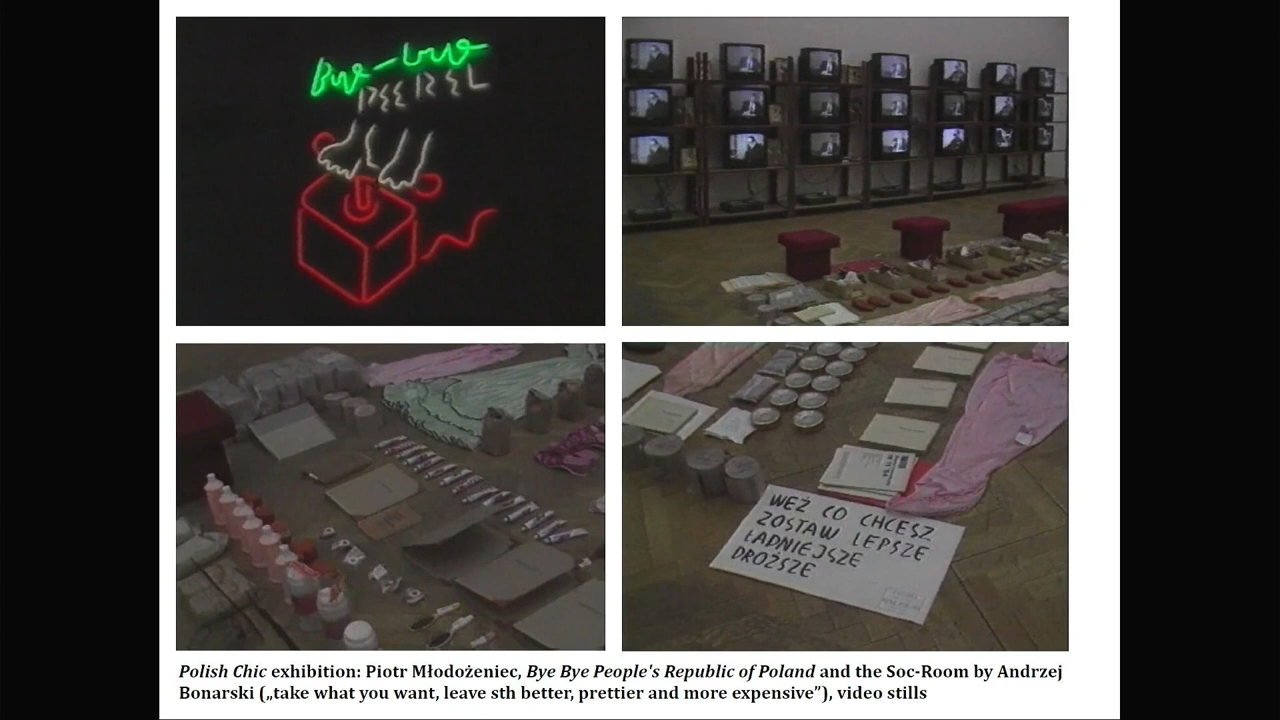 Bye-bye
PEEREL
WEŹ CO CHCESZ
ZOSTAW LEPSZE
ŁADNIEJSZE
DROŻSZE
Polish Chic exhibition: Piotr Młodożeniec, Bye Bye People's Republic of Poland and the Soc-Room by Andrzej
Bonarski („take what you want, leave sth better, prettier and more expensive”), video stills